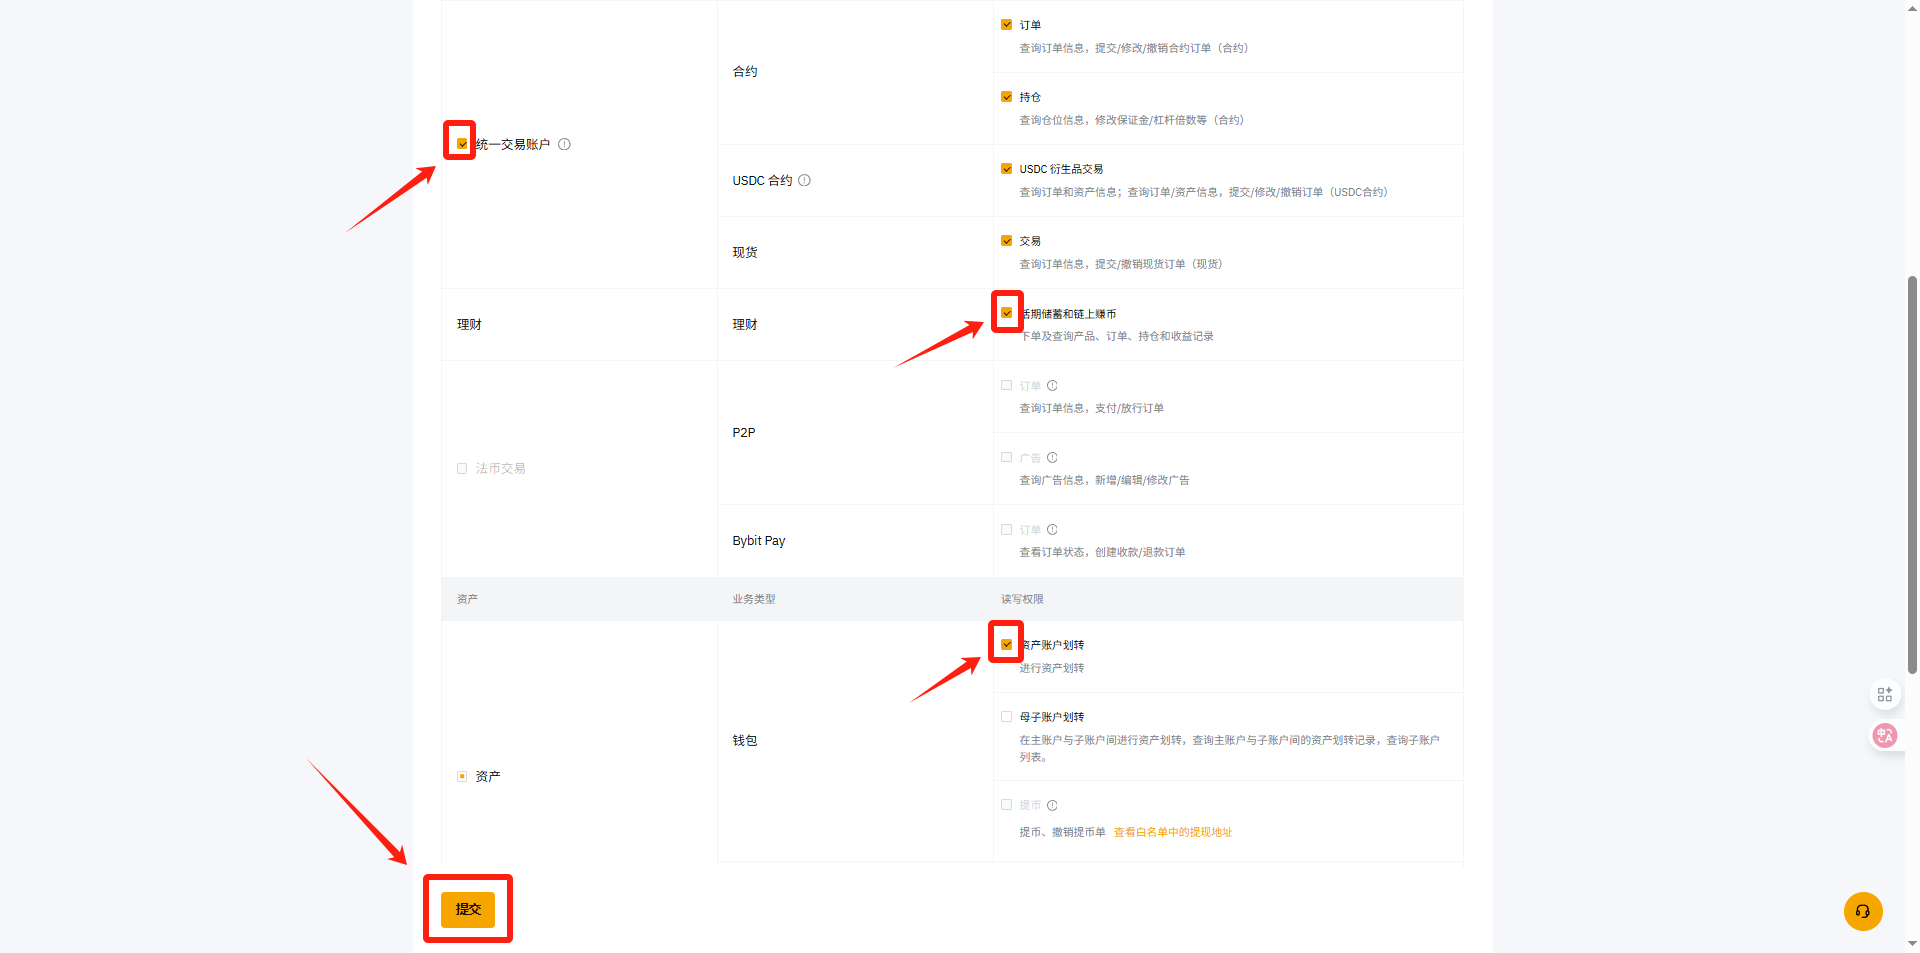 订单
查询订单信息，提交/修改/撤销合约订单（合约）
合约
持仓
查询仓位信息，修改保证金/杠杆倍数等（合约）
统一交易账户
USDC 合约
USDC 衍生品交易
查询订单和资产信息；查询订单/资产信息，提交/修改/撤销订单（USDC合约）
现货
交易
查询订单信息，提交/撤销现货订单（现货）
理财
理财
活期储蓄和链上赚币
下单及查询产品、订单、持仓和收益记录
法币交易
P2P
订单
查询订单信息，支付/放行订单
广告
查询广告信息，新增/编辑/修改广告
Bybit Pay
订单
查看订单状态，创建收款/退款订单
资产
业务类型
读写权限
资产
钱包
资产账户划转
进行资产划转
母子账户划转
在主账户与子账户间进行资产划转，查询主账户与子账户间的资产划转记录，查询子账户
列表。
提币
提币、撤销提币单 查看白名单中的提现地址
提交